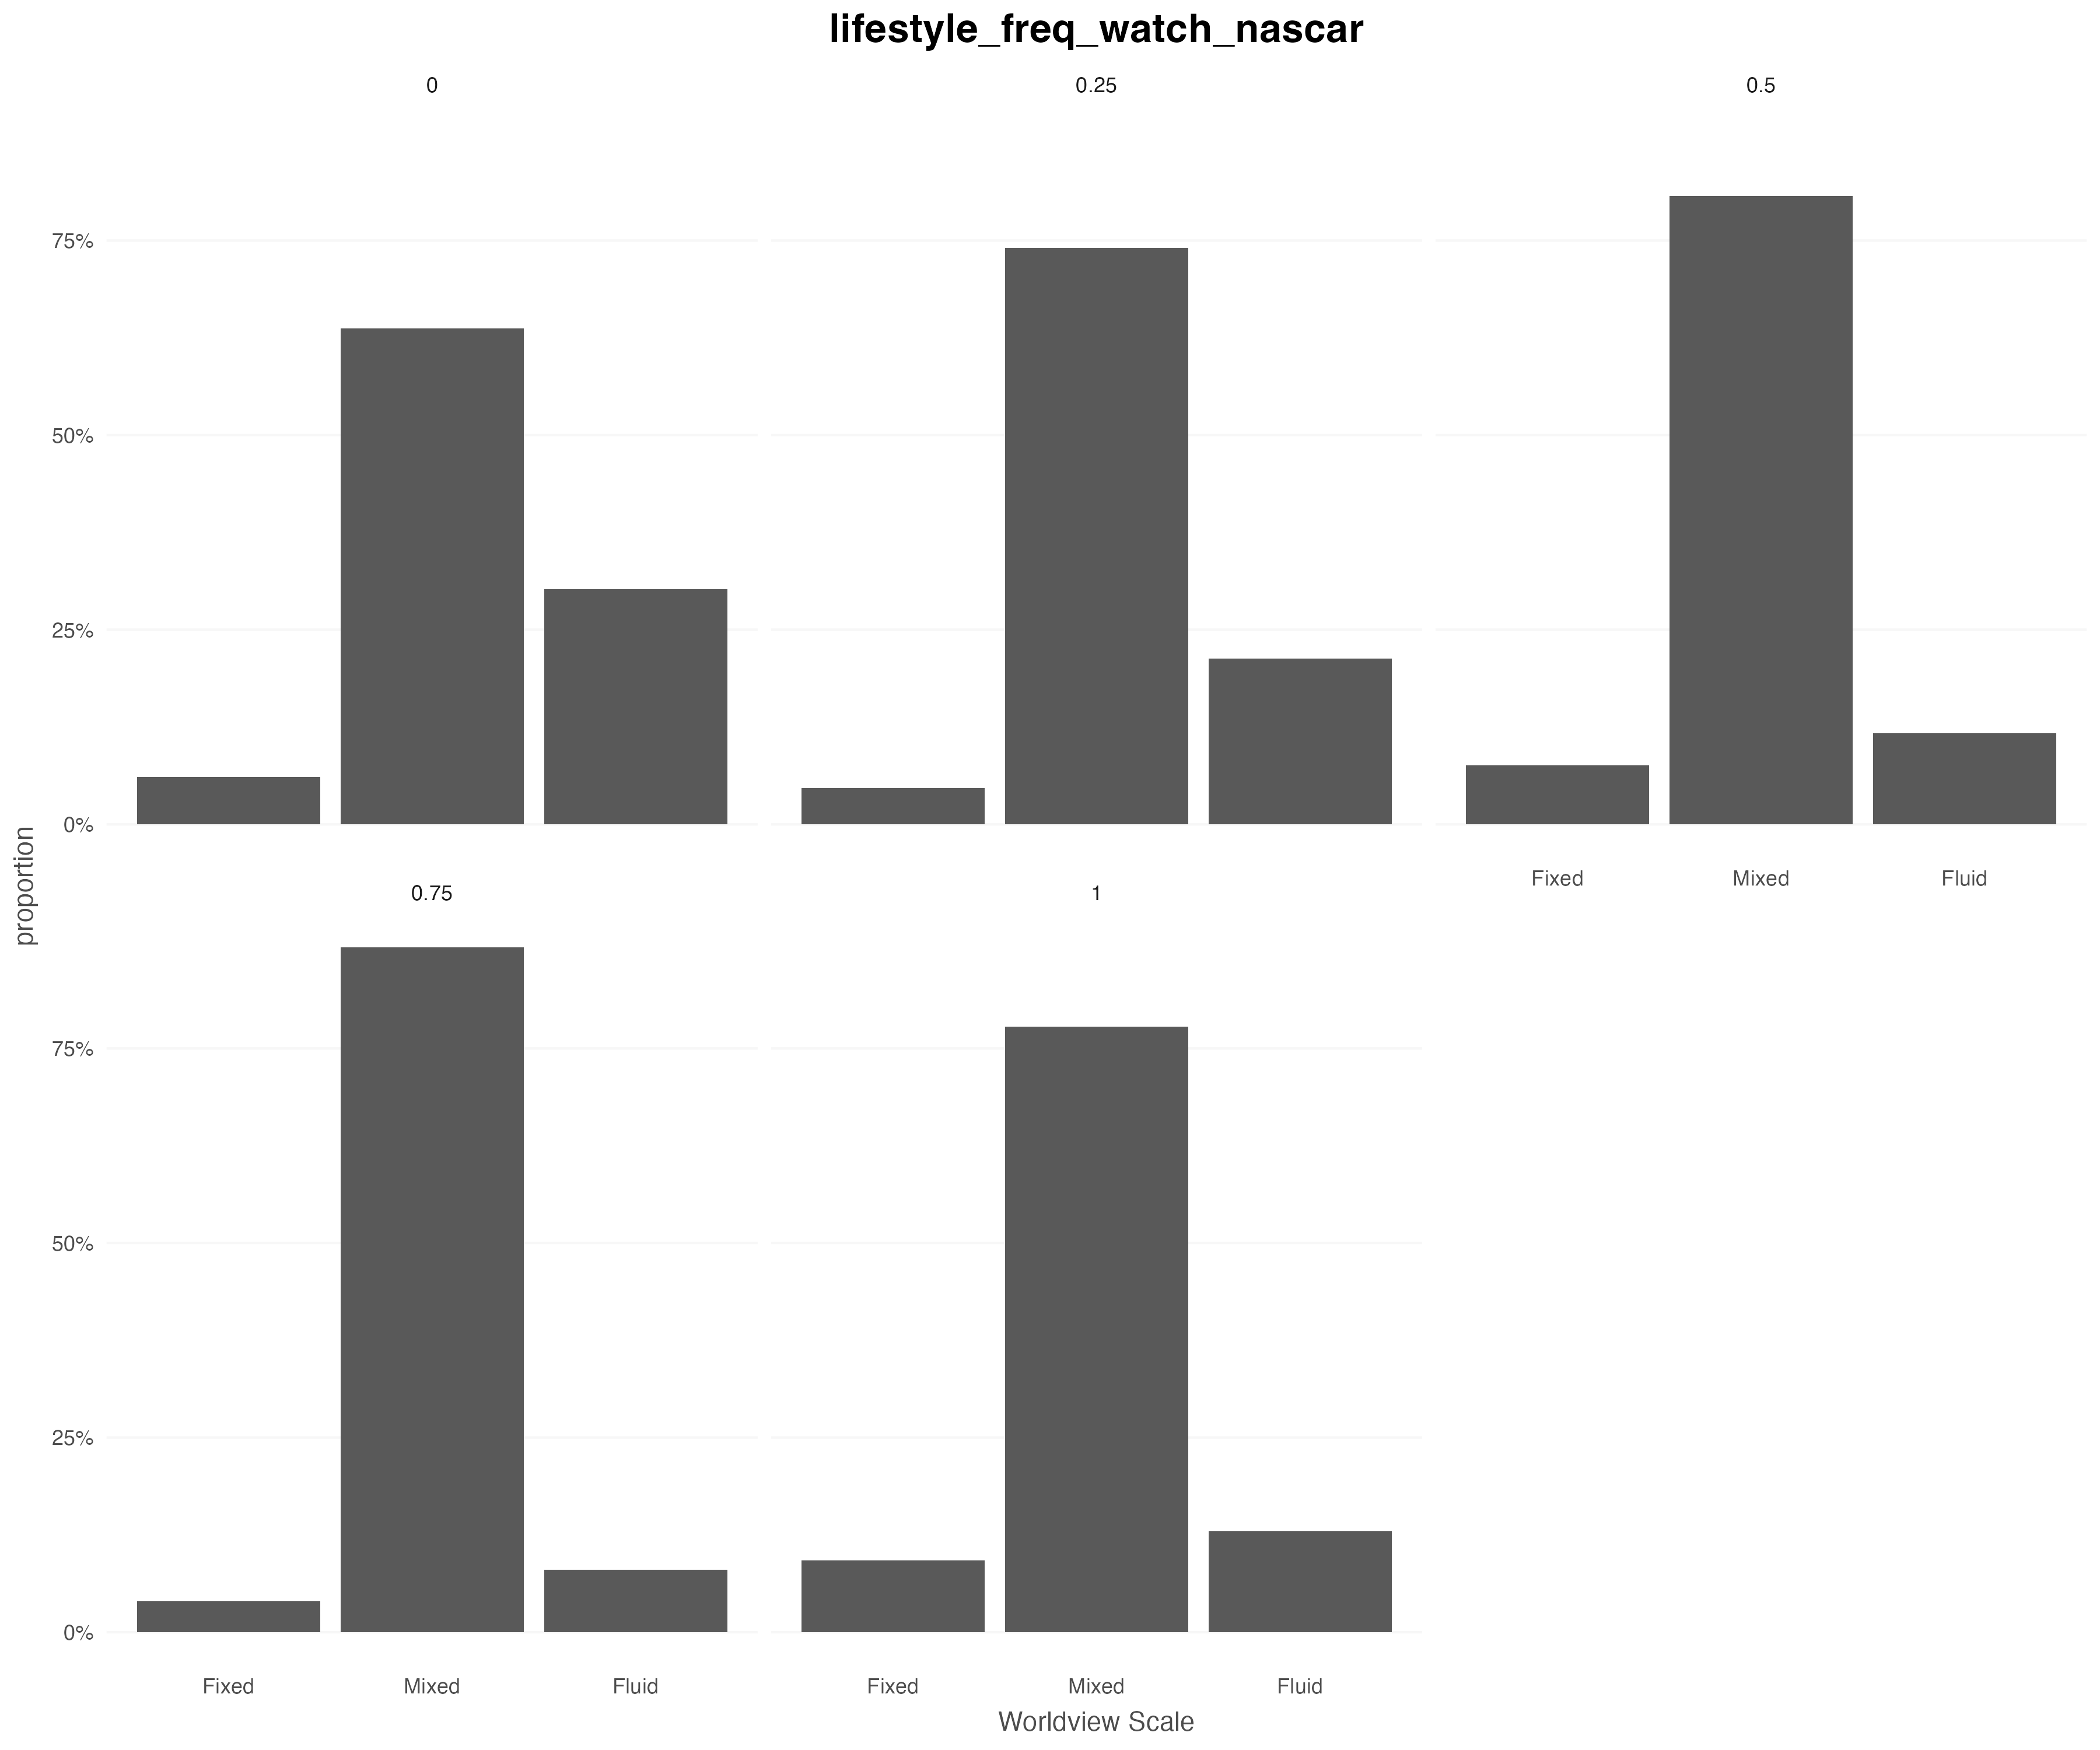 lifestyle_freq_watch_nascar
0 0.25 0.5
75%
50%
25%
0%
Fixed Mixed Fluid
0.75 1
75%
50%
25%
0%
Fixed Mixed Fluid Fixed Mixed Fluid
Worldview Scale
proportion